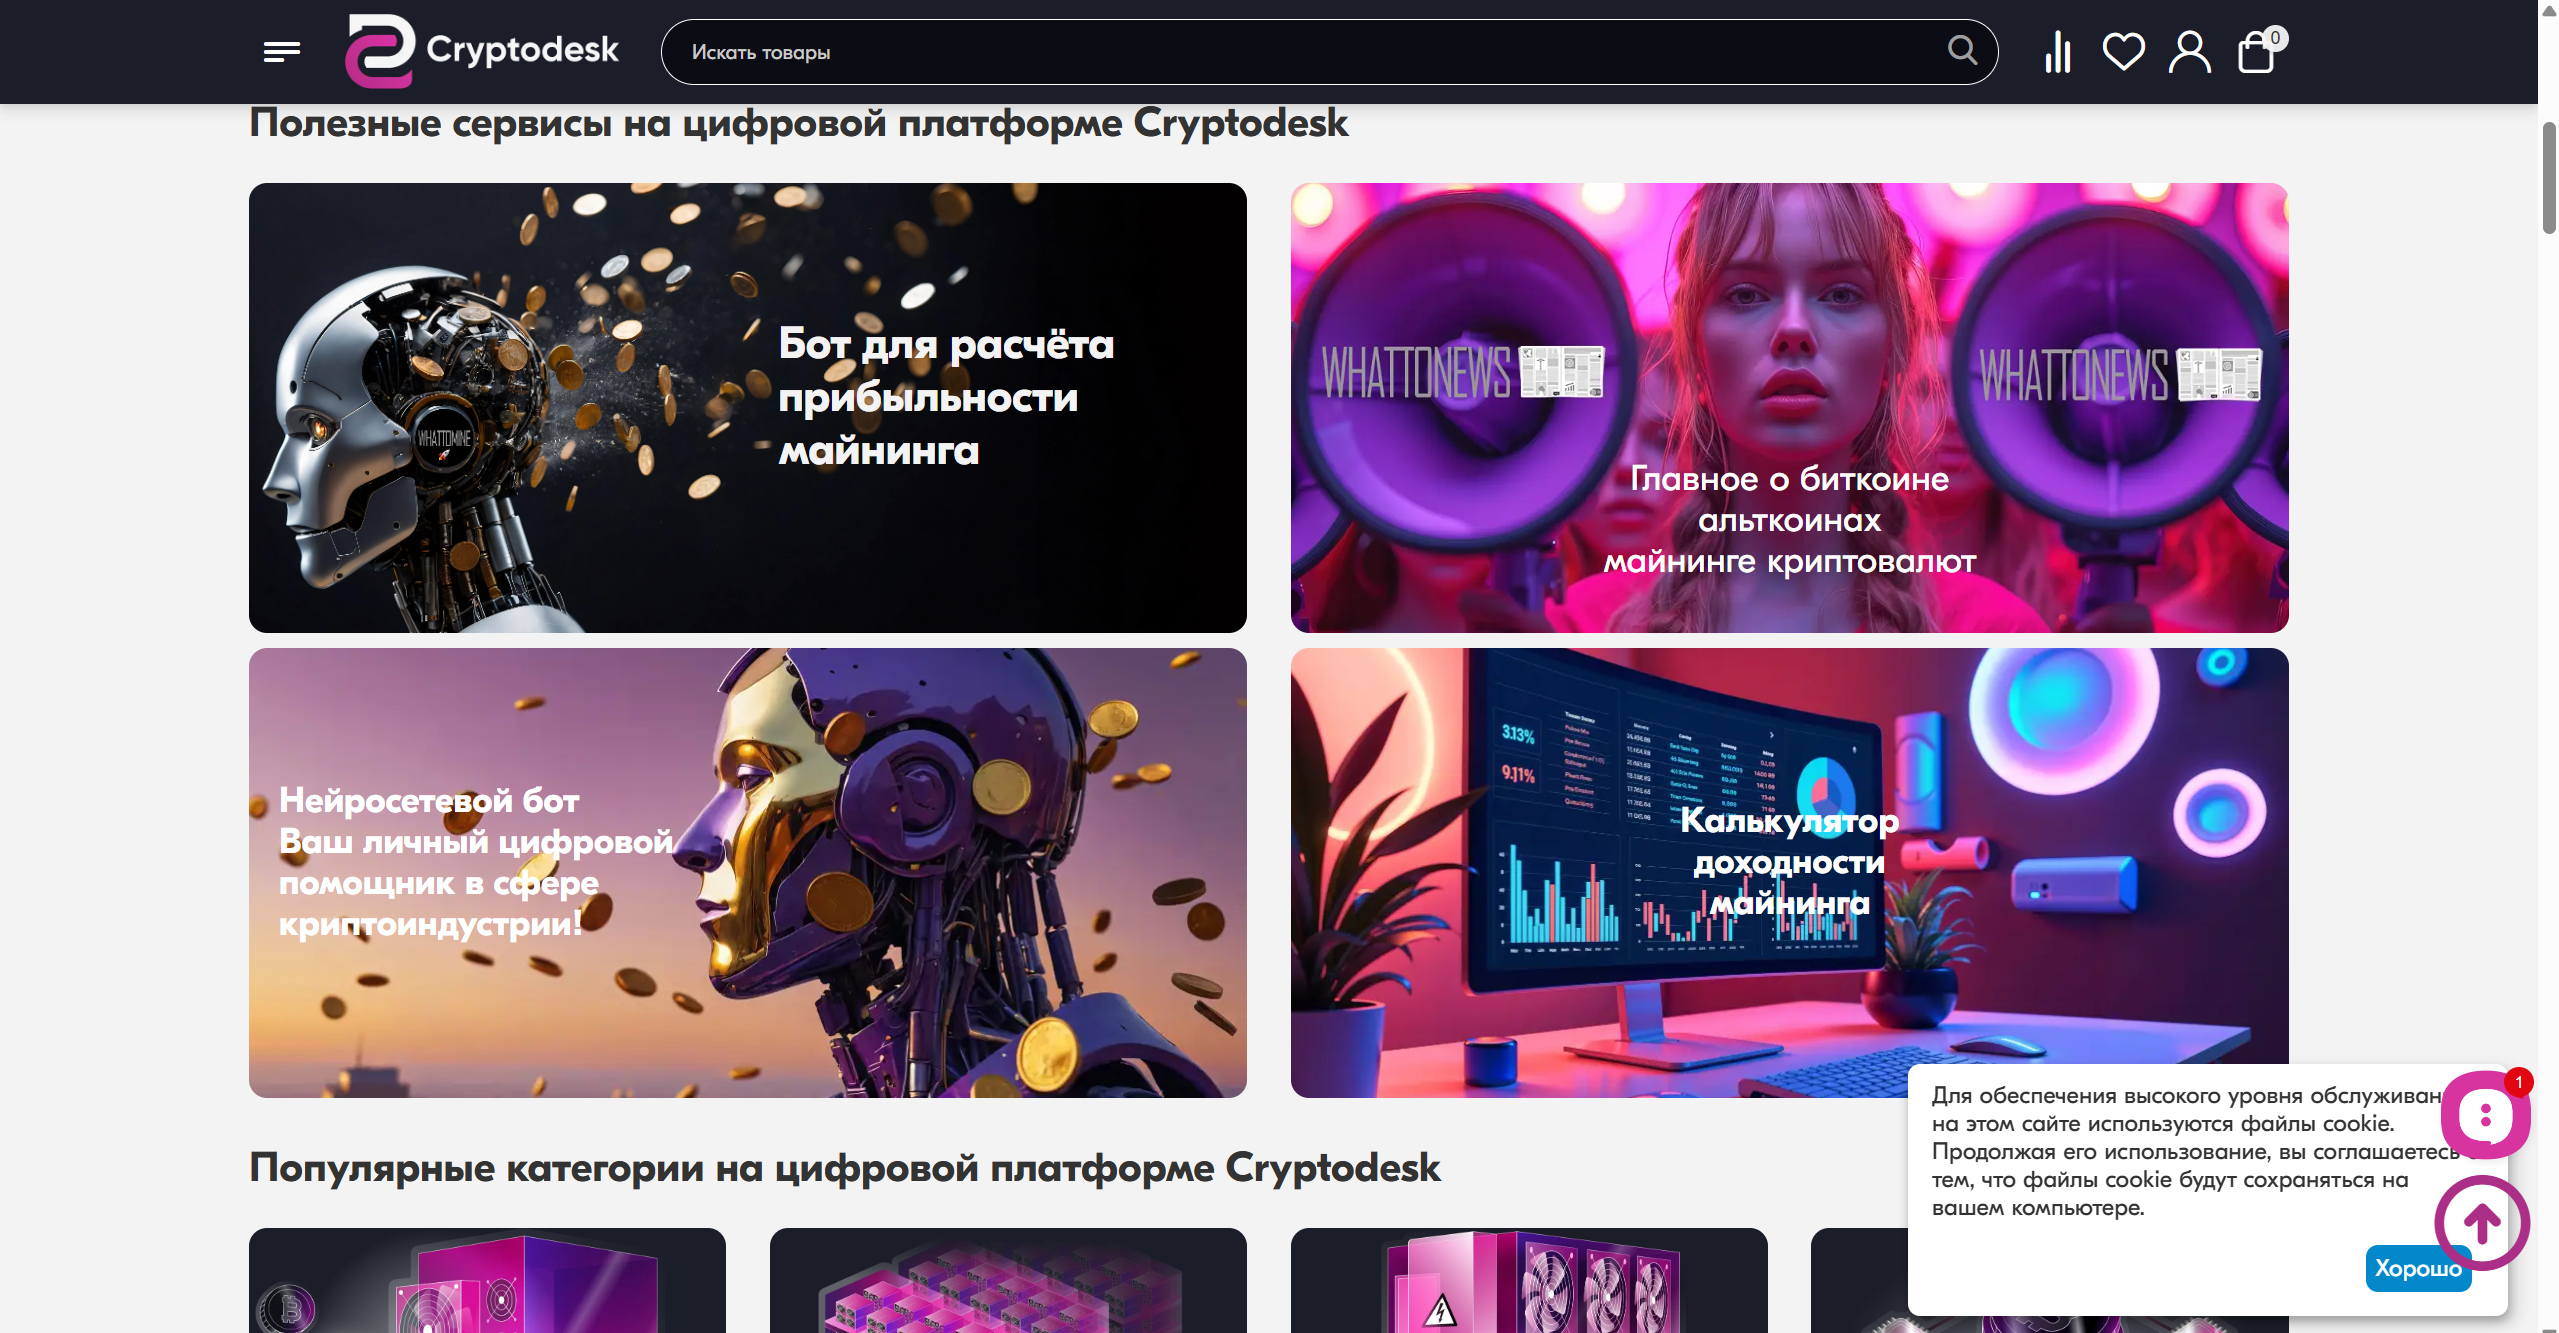 Cryptodesk
Искать товары
0
Полезные сервисы на цифровой платформе Cryptodesk
Бот для расчёта
прибыльности
майнинга
WHATTOMINE
WHATTONEWS
WHATTONEWS
Главное о биткоине
альткоинах
майнинге криптовалют
Нейросетевой бот
Ваш личный цифровой
помощник в сфере
криптоиндустрии!
3.13%
9.11%
Калькулятор
доходности
майнинга
Популярные категории на цифровой платформе Cryptodesk
Для обеспечения высокого уровня обслуживан
на этом сайте используются файлы cookie.
Продолжая его использование, вы соглашаетесь с
тем, что файлы cookie будут сохраняться на
вашем компьютере.
1
Хорошо